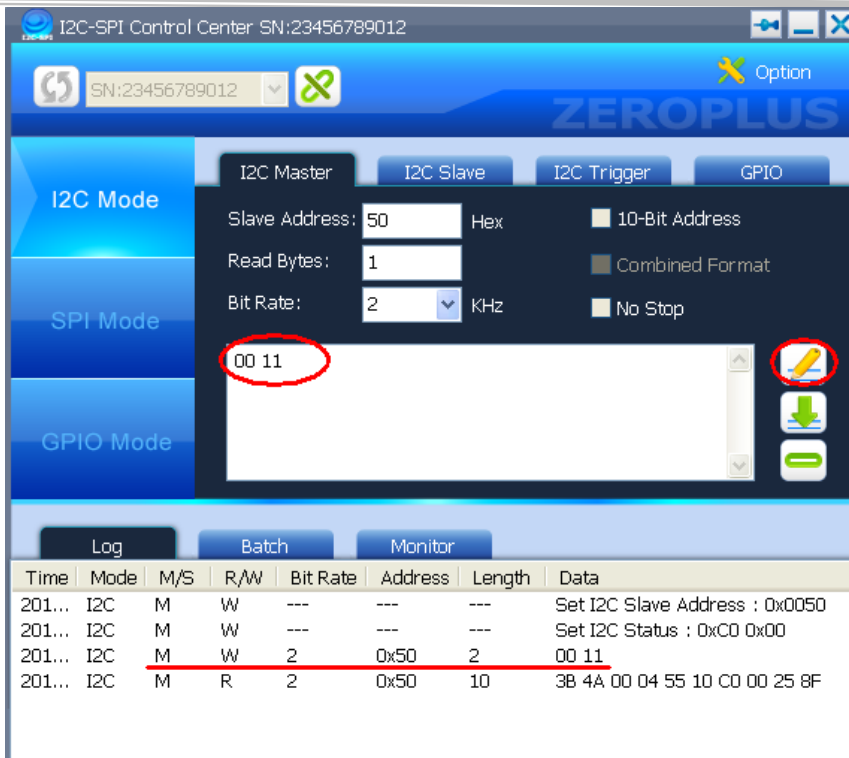 I2C-SPI Control Center SN:23456789012
SN:23456789012
Option
ZEROPLUS
I2C Mode
SPI Mode
GPIO Mode
I2C Master I2C Slave I2C Trigger GPIO
Slave Address: 50 Hex 10-Bit Address
Read Bytes: 1 Combined Format
Bit Rate: 2 KHz No Stop
00 11
Log Batch Monitor
Time Mode M/S R/W Bit Rate Address Length Data
201... I2C M W --- --- --- Set I2C Slave Address : 0x0050
201... I2C M W --- --- --- Set I2C Status : 0xC0 0x00
201... I2C M W 2 0x50 2 00 11
201... I2C M R 2 0x50 10 3B 4A 00 04 55 10 C0 00 25 8F